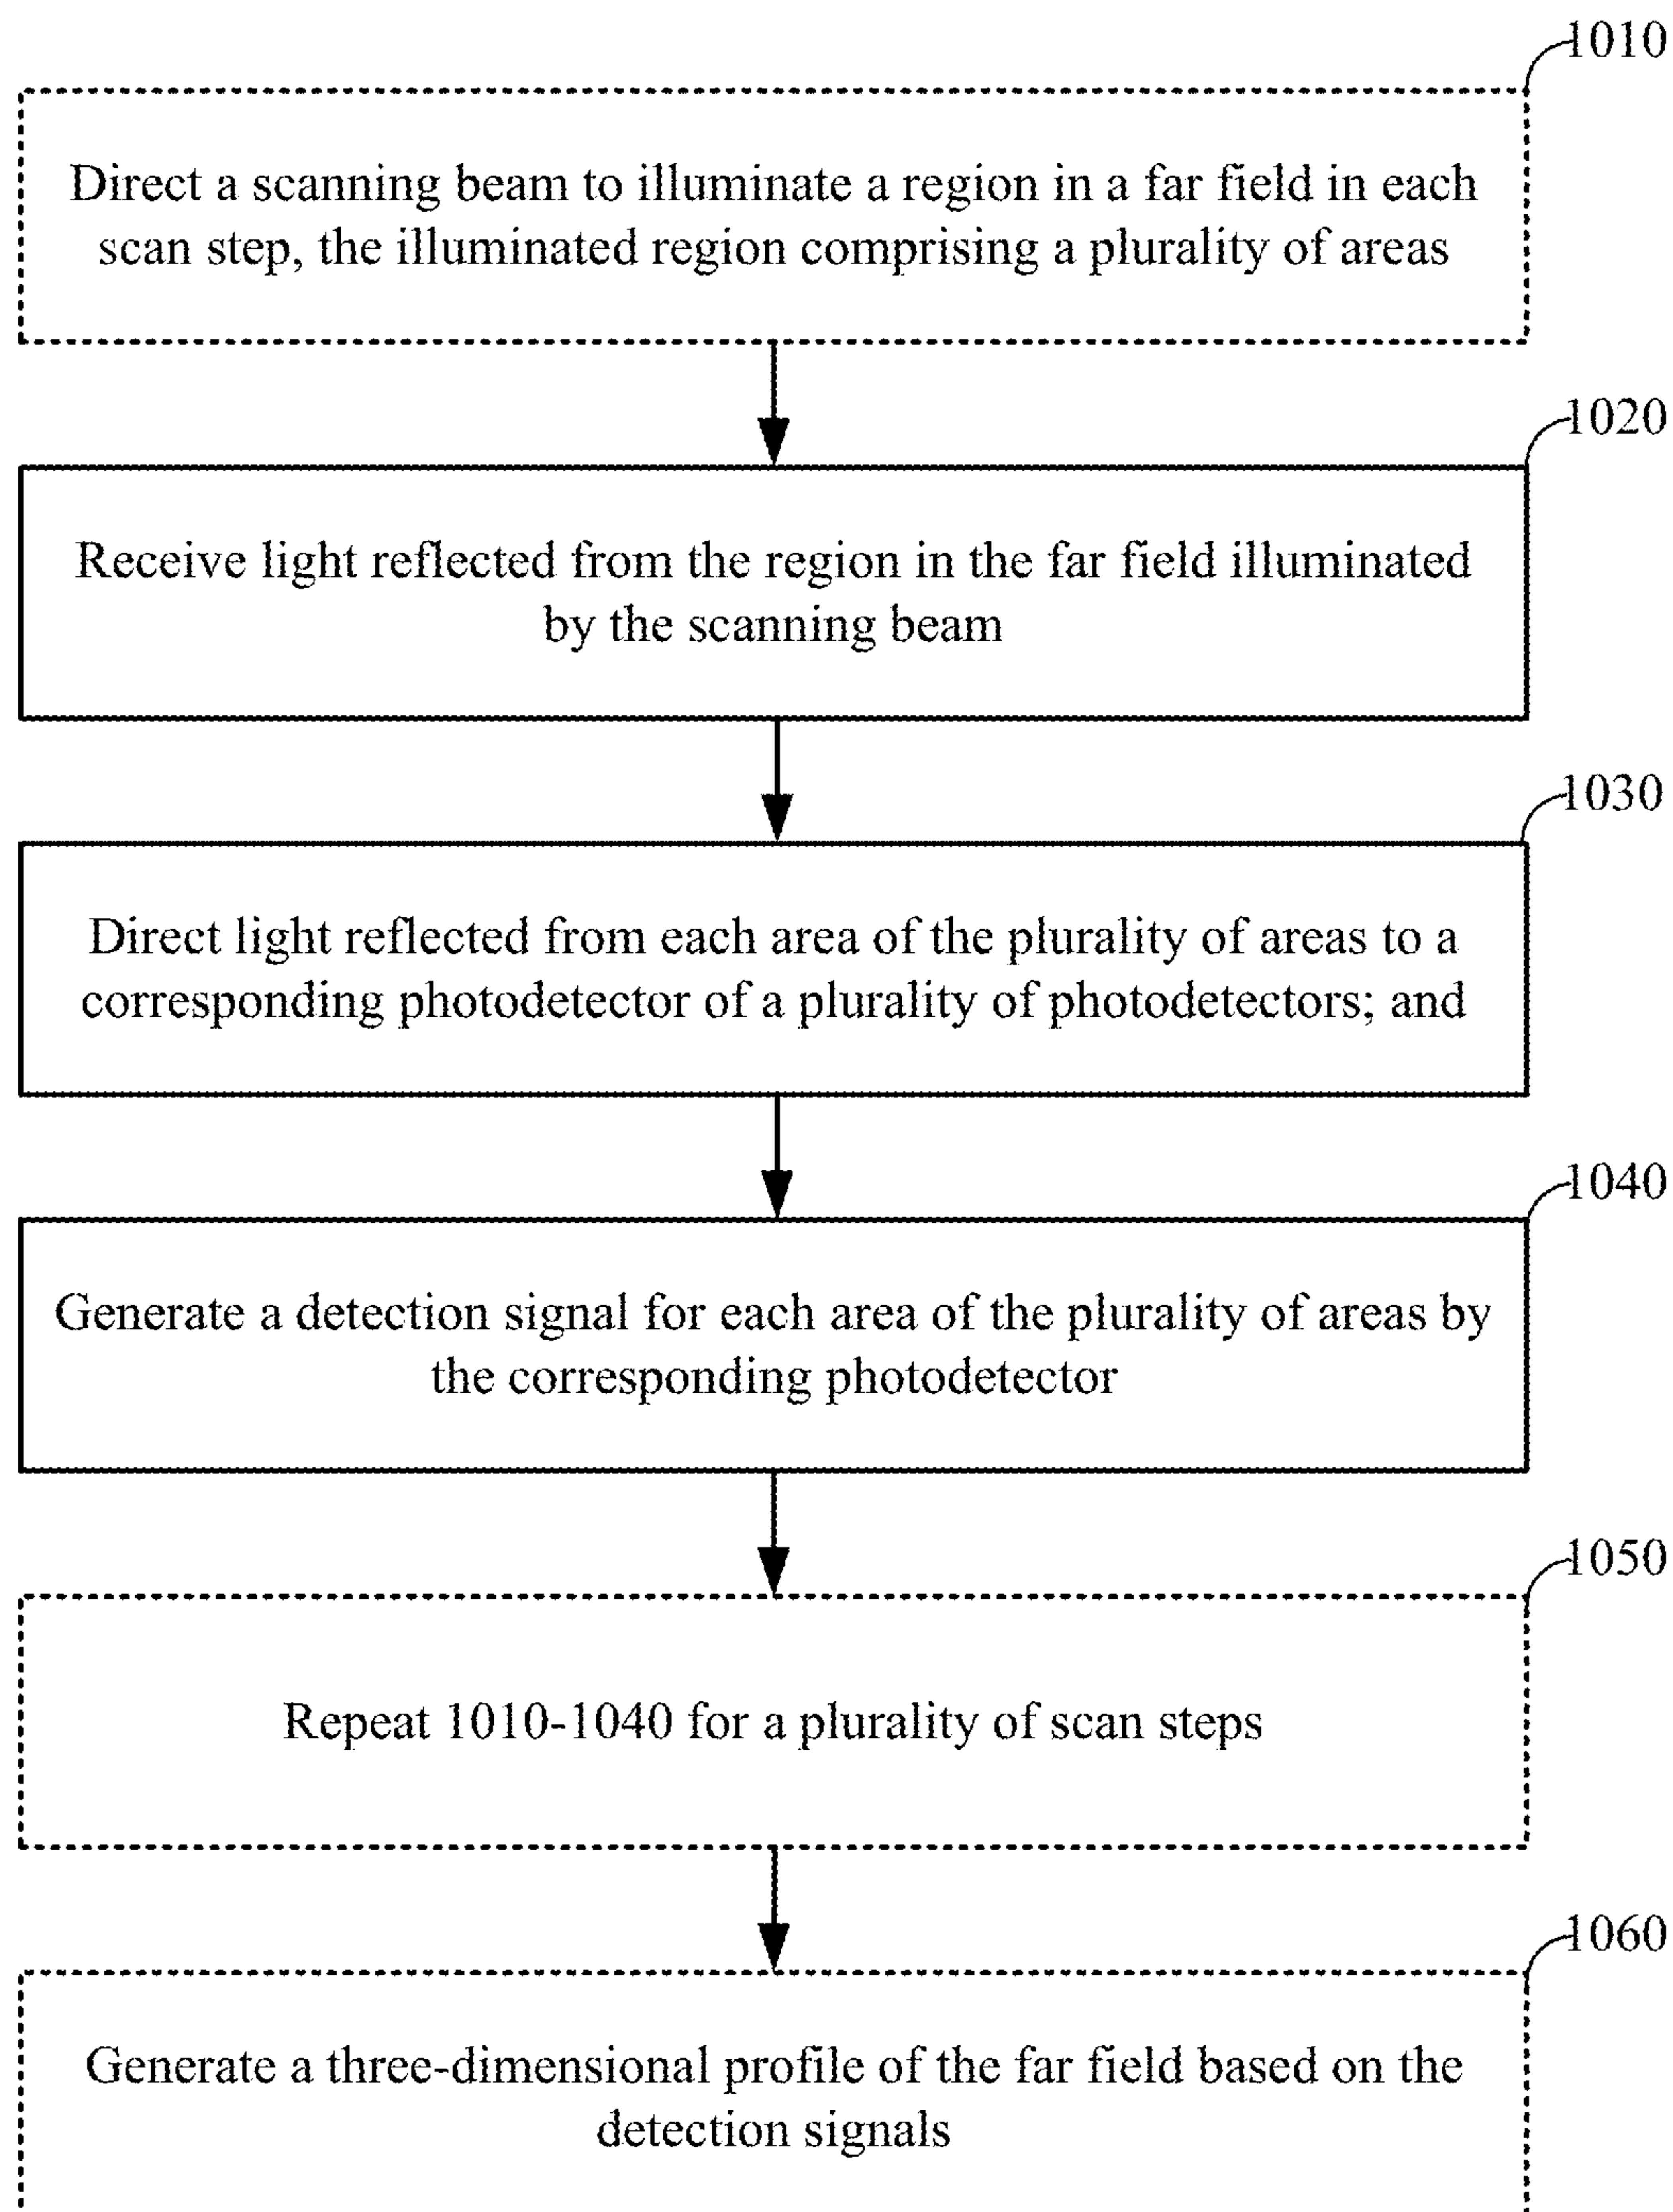 1010
Direct a scanning beam to illuminate a region in a far field in each
scan step, the illuminated region comprising a plurality of areas
1020
Receive light reflected from the region in the far field illuminated
by the scanning beam
1030
Direct light reflected from each area of the plurality of areas to a
corresponding photodetector of a plurality of photodetectors; and
1040
Generate a detection signal for each area of the plurality of areas by
the corresponding photodetector
1050
Repeat 1010-1040 for a plurality of scan steps
1060
Generate a three-dimensional profile of the far field based on the
detection signals